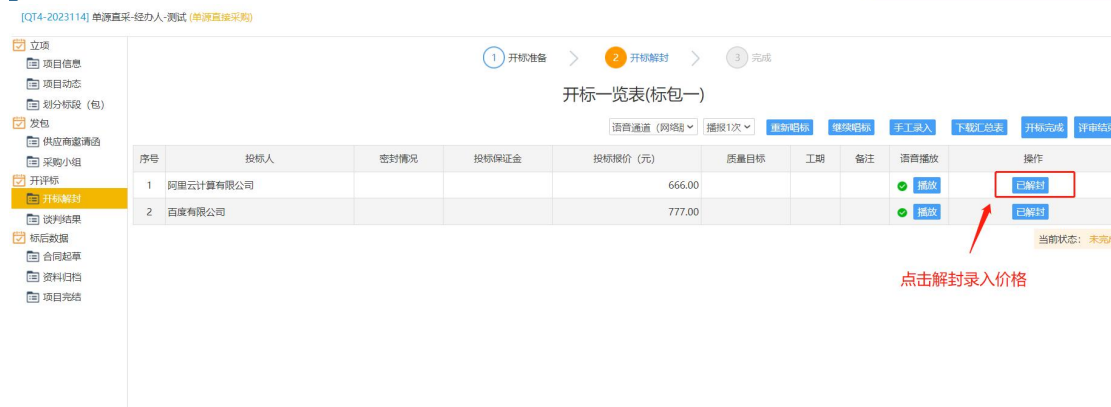 [QT4-2023114] 单源直采-经办人-测试 (单源直接采购)
立项
项目信息
项目动态
划分标段（包）
发包
供应商邀请函
采购小组
开评标
开标解封
谈判结果
标后数据
合同起草
资料归档
项目完结
1 开标准备 2 开标解封 3 完成
开标一览表(标包一)
语音通道（网络 播报1次 重新唱标 继续唱标 手工录入 下载汇总表 开标完成 评审结
序号 投标人 密封情况 投标保证金 投标报价（元） 质量目标 工期 备注 语音播放 操作
1 阿里云计算有限公司 666.00 播放 已解封
2 百度有限公司 777.00 播放 已解封
当前状态： 未完
点击解封录入价格